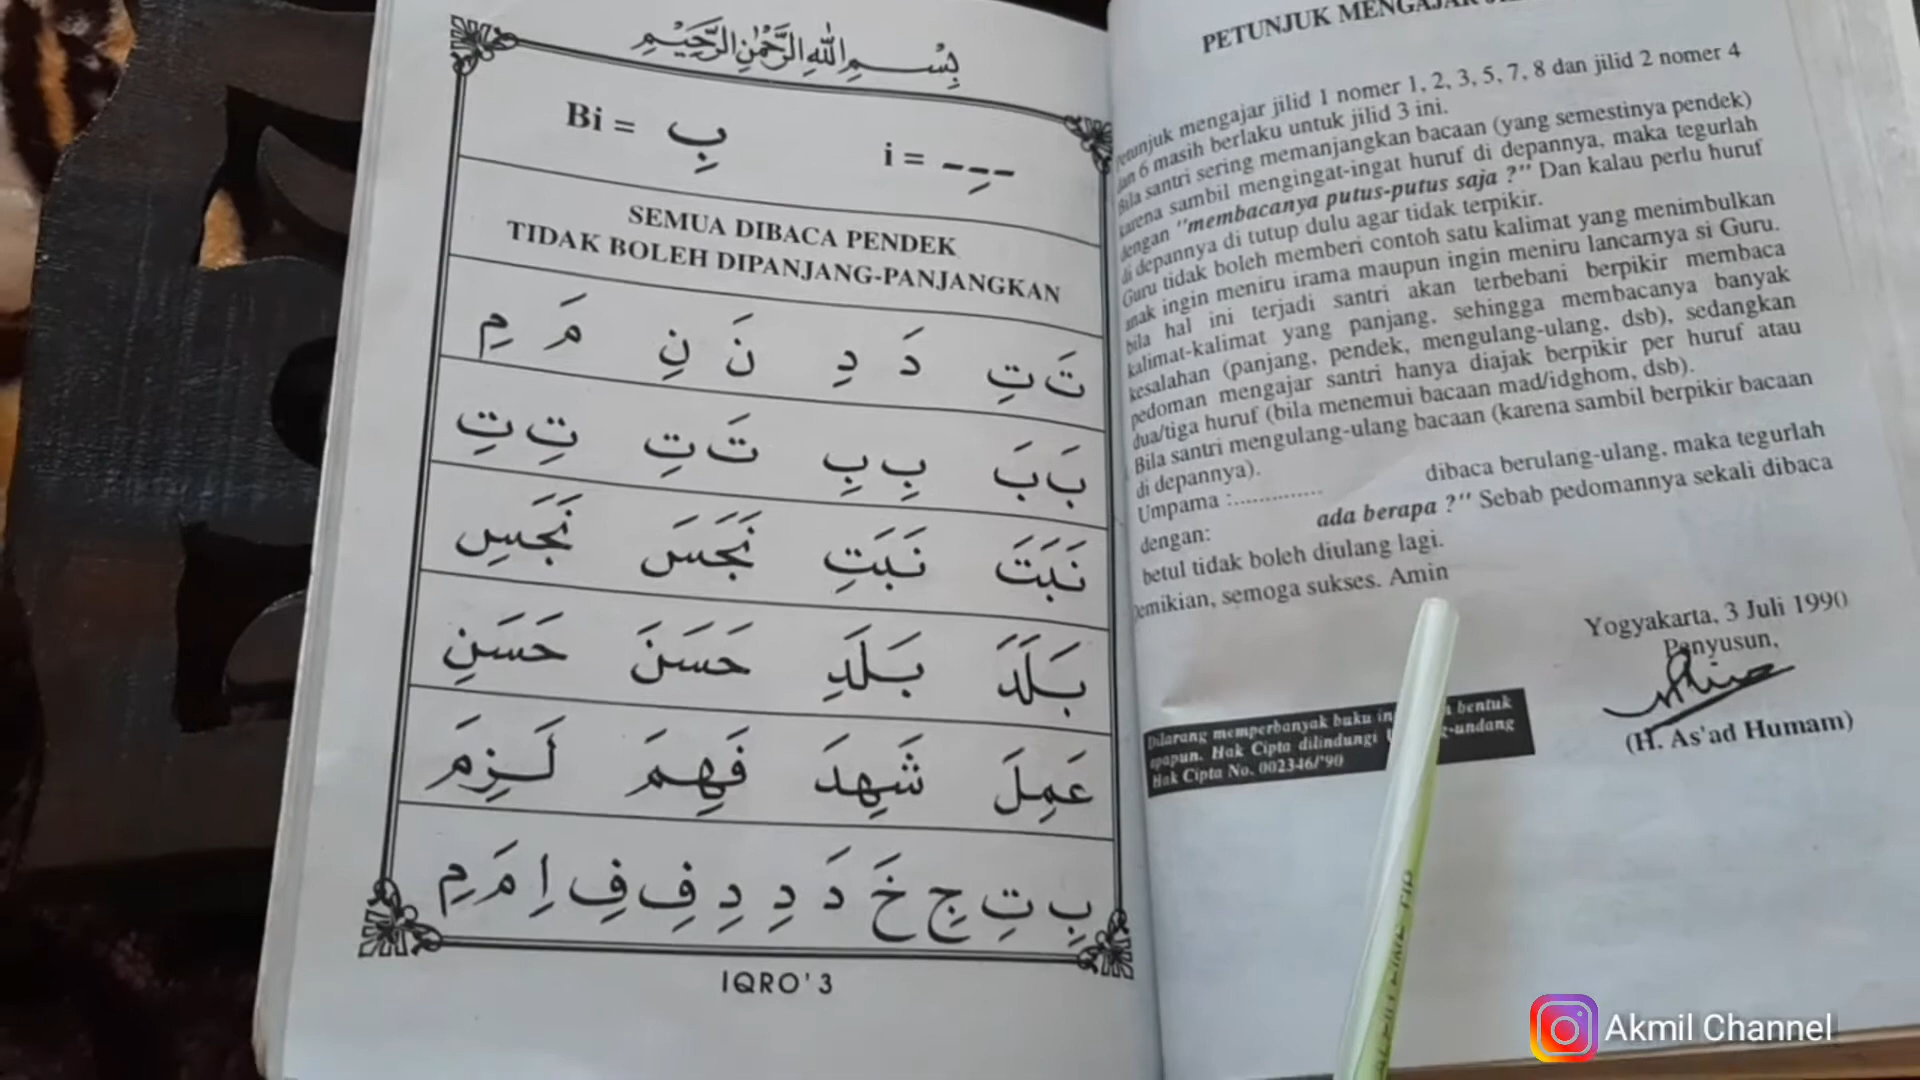 بِسْمِ اللهِ الرَّحْمٰنِ الرَّحِيْمِ
Bi = بِ i = --ِ-
SEMUA DIBACA PENDEK
TIDAK BOLEH DIPANJANG-PANJANGKAN
تَ تِ دَ دِ نَ نِ مَ مِ
بَ بَ بِ بِ تَ تِ تِ تِ
نَبَتَ نَبَتِ نَجَسَ نَجَسِ
بَلَدَ بَلَدِ حَسَنَ حَسَنِ
عَمِلَ شَهِدَ فَهِمَ لَزِمَ
بِ تِ جِ خَ دَ دِ دِ فِ فِ اِ مَ مِ
IQRO' 3
PETUNJUK MENGAJAR
mengajar jilid 1 nomer 1, 2, 3, 5, 7, 8 dan jilid 2 nomer 4
dan 6 masih berlaku untuk jilid 3 ini.
Bila santri sering memanjangkan bacaan (yang semestinya pendek)
karena sambil mengingat-ingat huruf di depannya, maka tegurlah
dengan "membacanya putus-putus saja ?" Dan kalau perlu huruf
di depannya di tutup dulu agar tidak terpikir.
Guru tidak boleh memberi contoh satu kalimat yang menimbulkan
anak ingin meniru irama maupun ingin meniru lancarnya si Guru.
bila hal ini terjadi santri akan terbebani berpikir membaca
kalimat-kalimat yang panjang, sehingga membacanya banyak
kesalahan (panjang, pendek, mengulang-ulang, dsb), sedangkan
pedoman mengajar santri hanya diajak berpikir per huruf atau
dua/tiga huruf (bila menemui bacaan mad/idghom, dsb).
Bila santri mengulang-ulang bacaan (karena sambil berpikir bacaan
di depannya).
Umpama :.............. dibaca berulang-ulang, maka tegurlah
dengan: ada berapa ?" Sebab pedomannya sekali dibaca
betul tidak boleh diulang lagi.
Demikian, semoga sukses. Amin
Yogyakarta, 3 Juli 1990
Penyusun,
(H. As'ad Humam)
Dilarang memperbanyak buku bentuk
apapun. Hak Cipta dilindungi
Hak Cipta No. 002346/'90
Akmil Channel